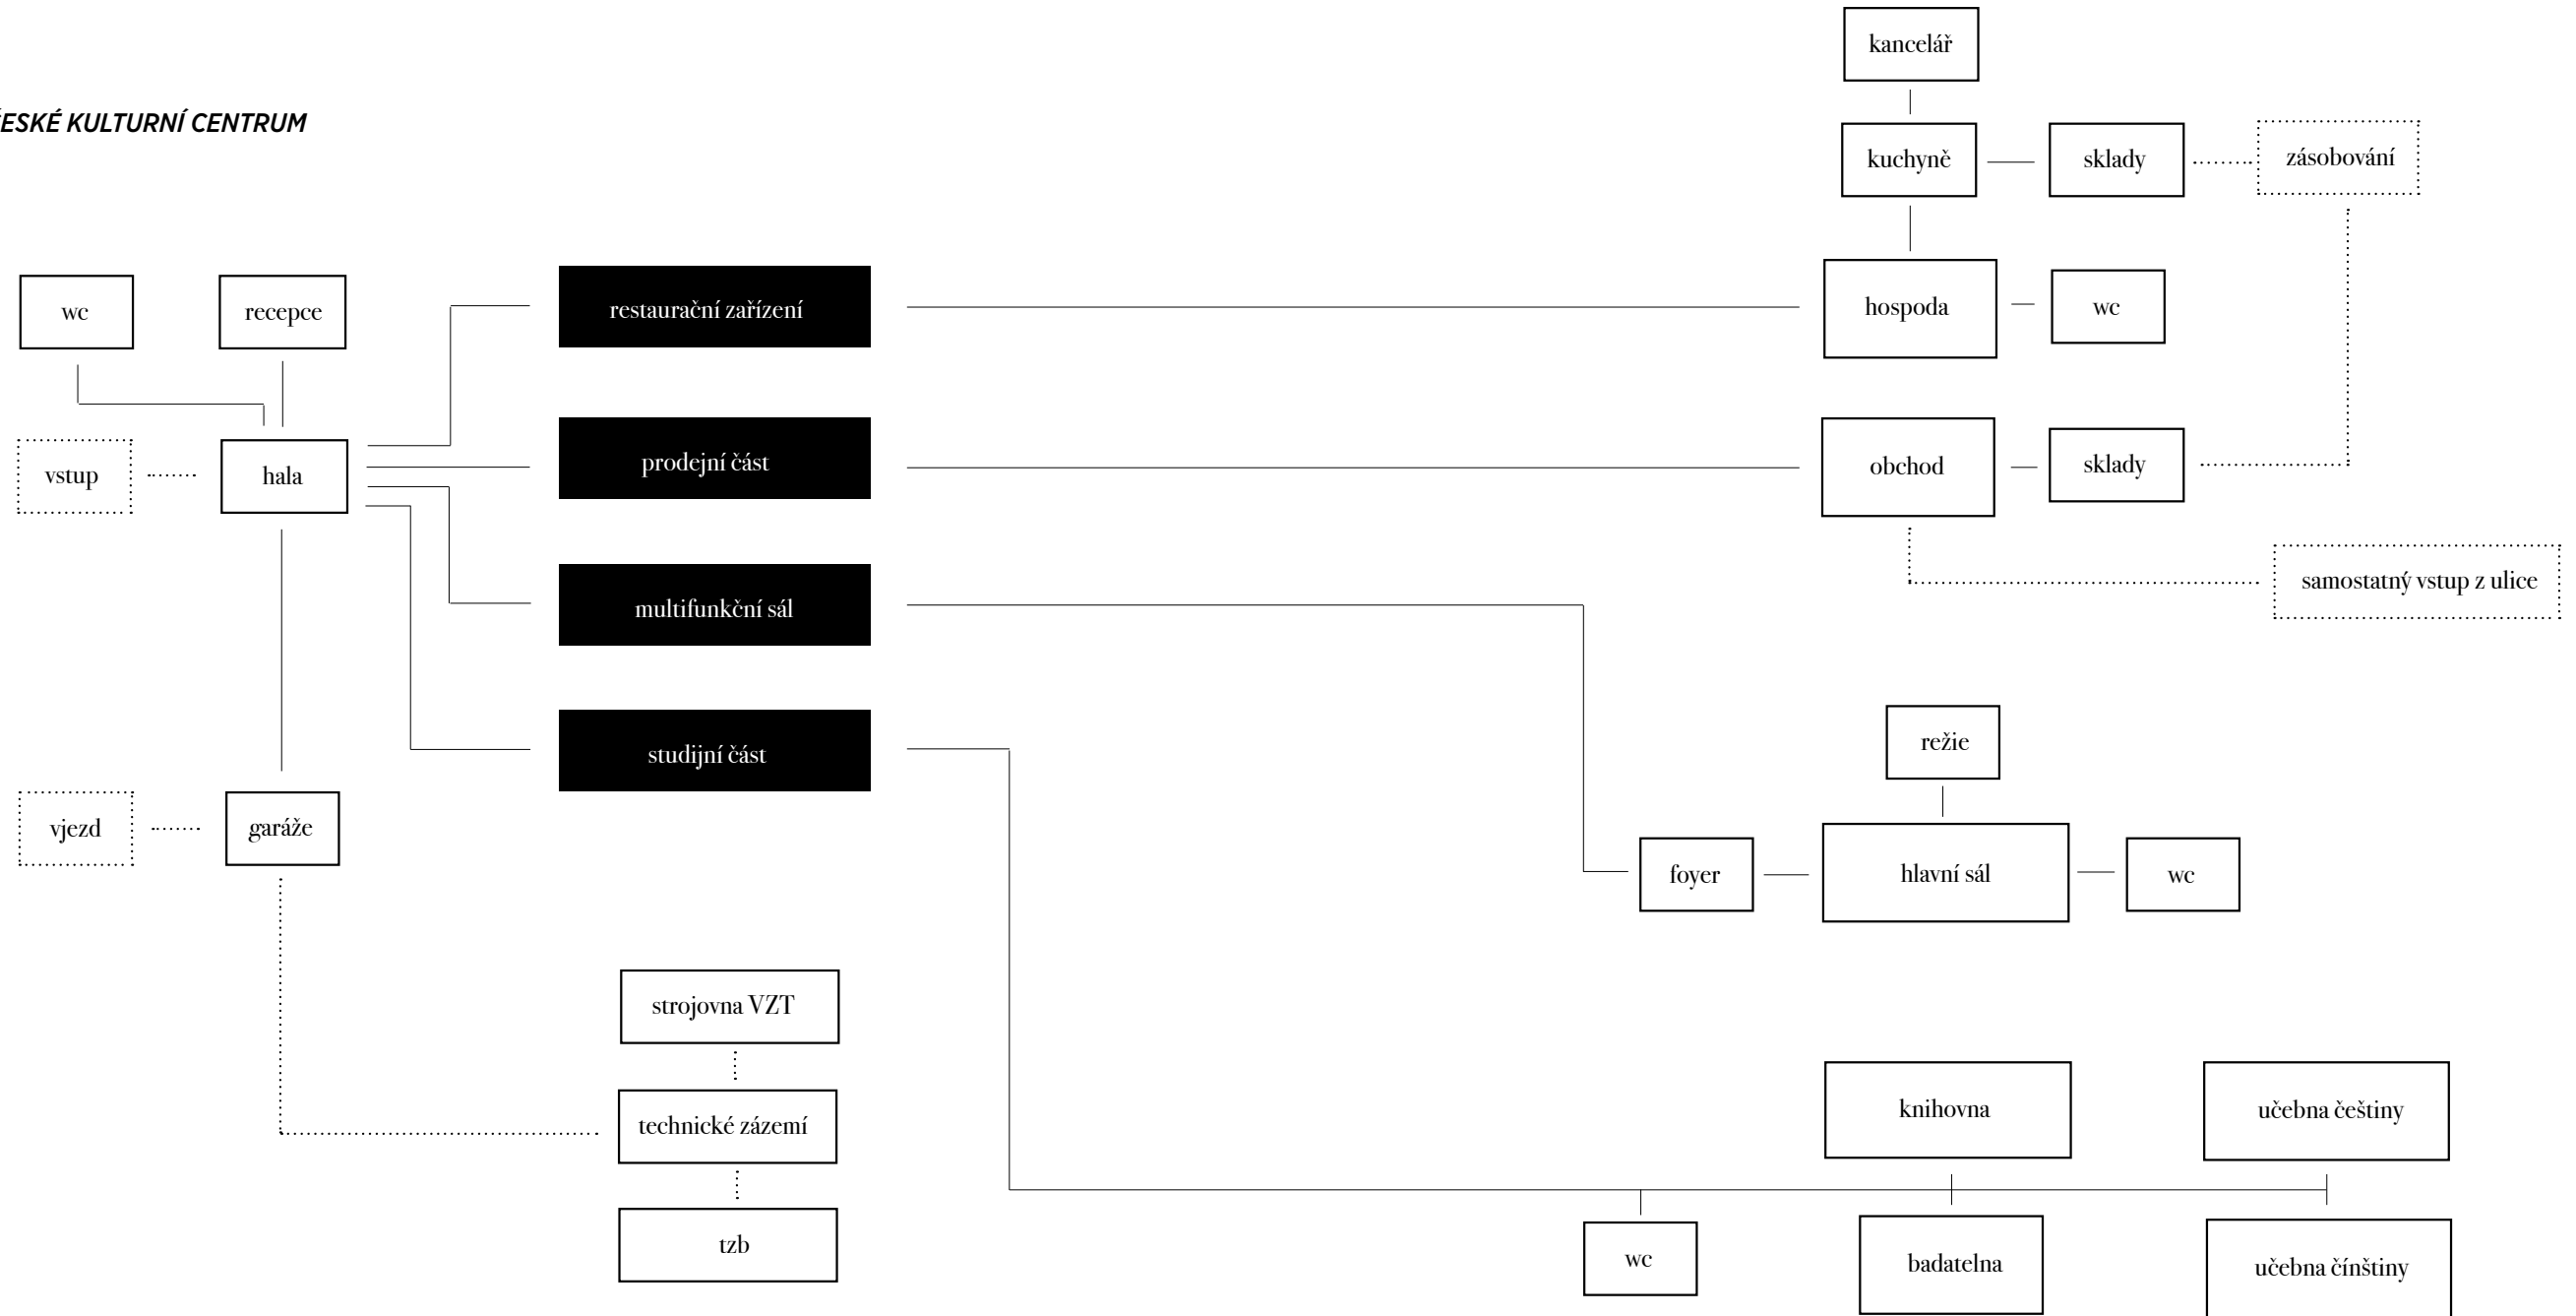 kancelář
ESKÉ KULTURNÍ CENTRUM
kuchyně
sklady
zásobování
wc
recepce
restaurační zařízení
hospoda
wc
vstup
hala
prodejní část
obchod
sklady
multifunkční sál
samostatný vstup z ulice
studijní část
režie
vjezd
garáže
foyer
hlavní sál
wc
strojovna VZT
technické zázemí
knihovna
učebna češtiny
tzb
wc
badatelna
učebna čínštiny